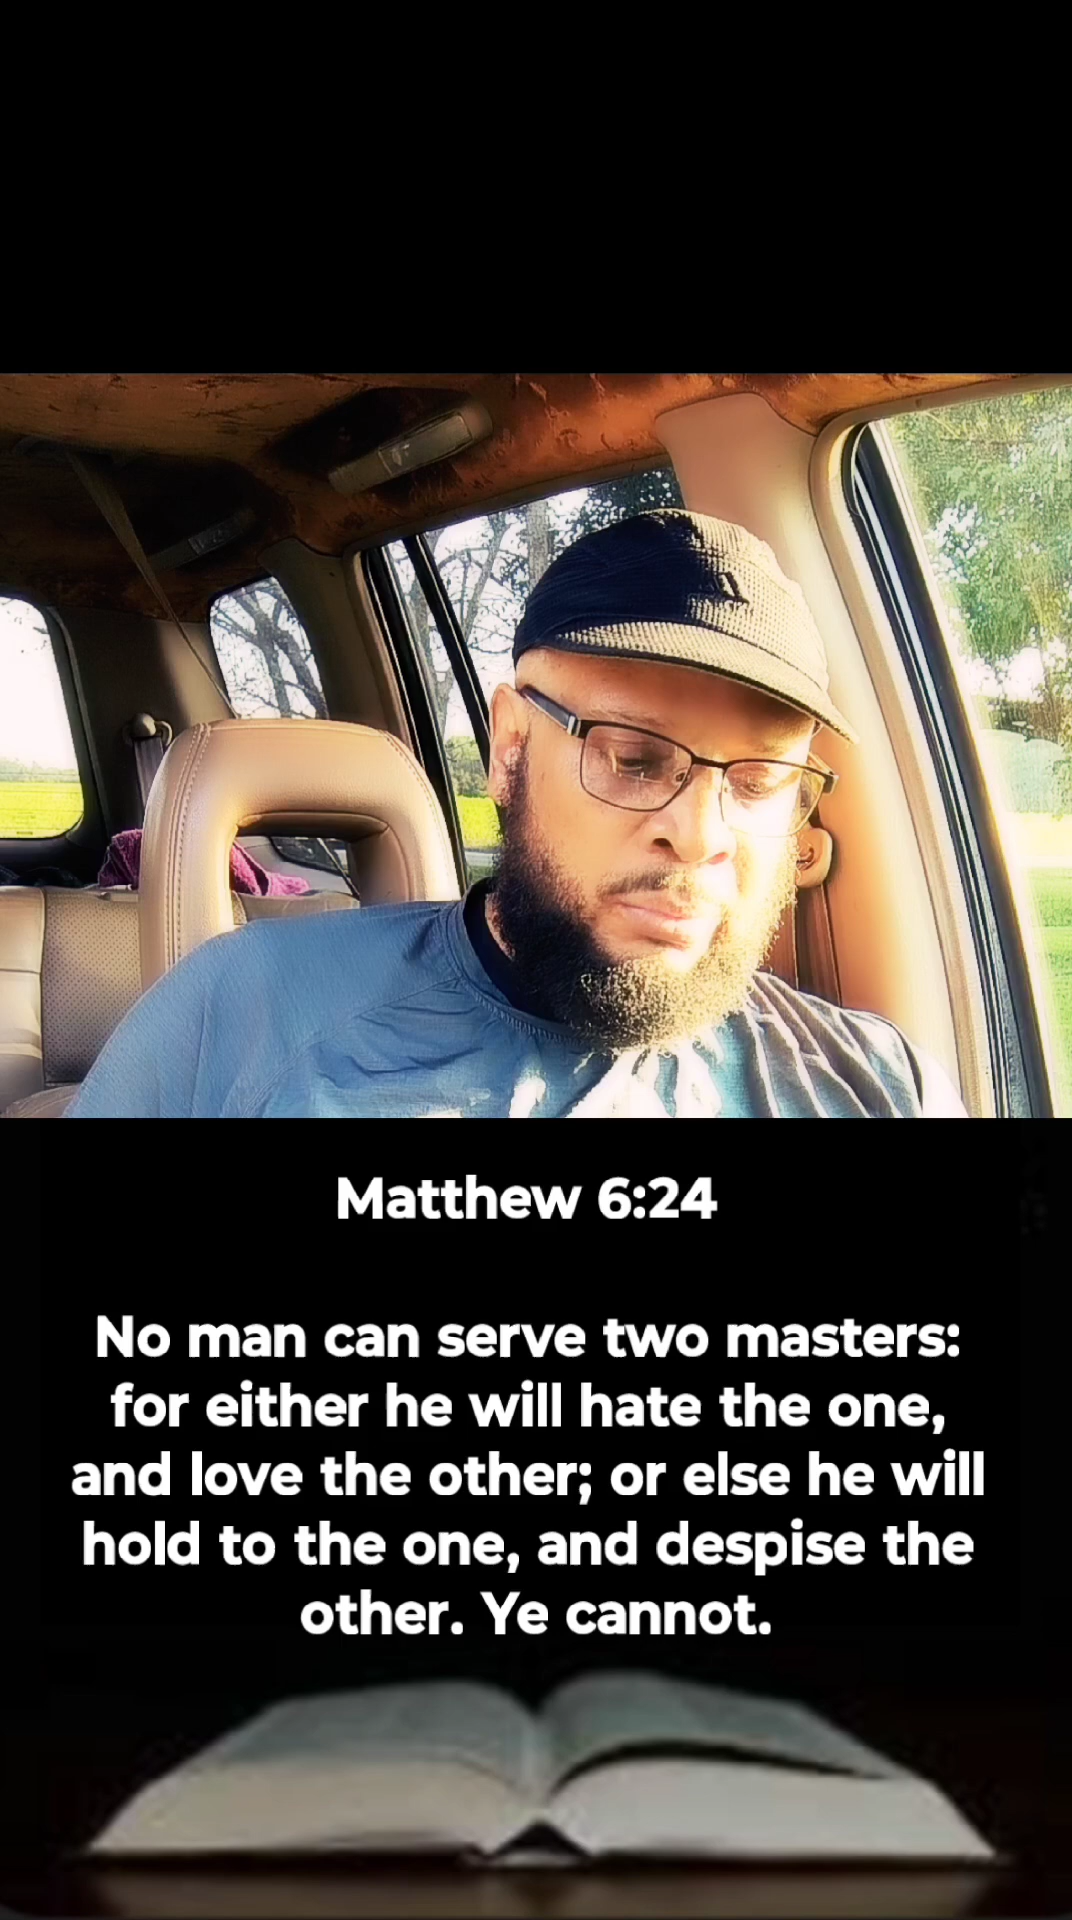 Matthew 6:24
No man can serve two masters:
for either he will hate the one,
and love the other; or else he will
hold to the one, and despise the
other. Ye cannot.